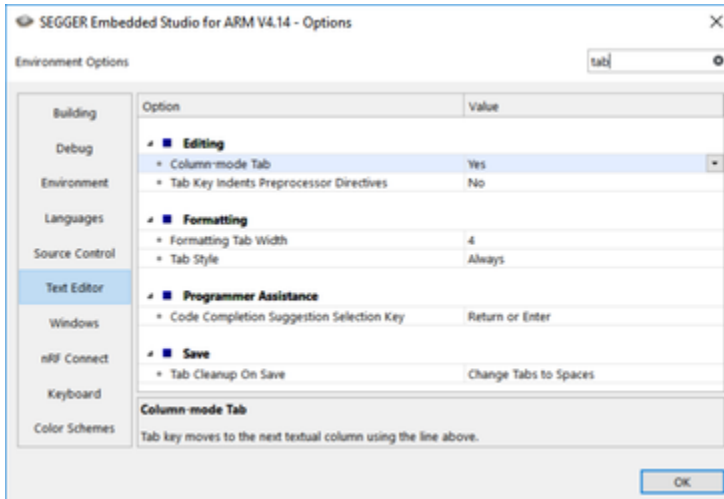 SEGGER Embedded Studio for ARM V4.14 - Options
Environment Options
tab
Building
Debug
Environment
Languages
Source Control
Text Editor
Windows
nRF Connect
Keyboard
Color Schemes
Option Value
Editing
Column-mode Tab Yes
Tab Key Indents Preprocessor Directives No
Formatting
Formatting Tab Width 4
Tab Style Always
Programmer Assistance
Code Completion Suggestion Selection Key Return or Enter
Save
Tab Cleanup On Save Change Tabs to Spaces
Column-mode Tab
Tab key moves to the next textual column using the line above.
OK